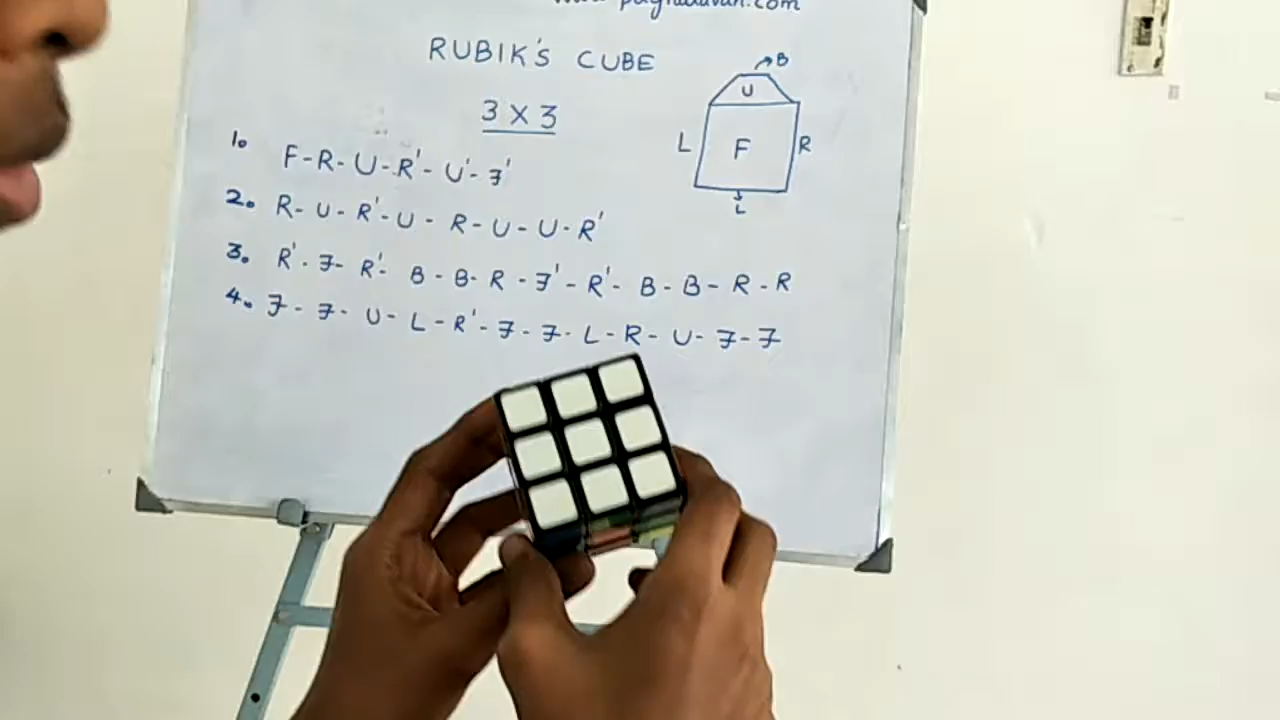 RUBIK'S CUBE
3 X 3
1. F-R-U-R'-U'-F'
2. R-U-R'-U-R-U-U-R'
3. R'-F-R'-B-B-R-F'-R'-B-B-R-R
4. F-F-U-L-R'-F-F-L-R-U-F-F
B
U
L F R
L